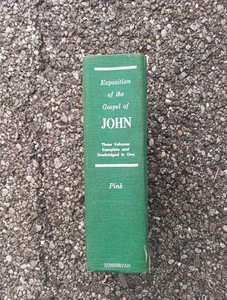 Exposition
of the
Gospel of
JOHN
Three Volumes
Complete and
Unabridged in One
Pink
ZONDERVAN